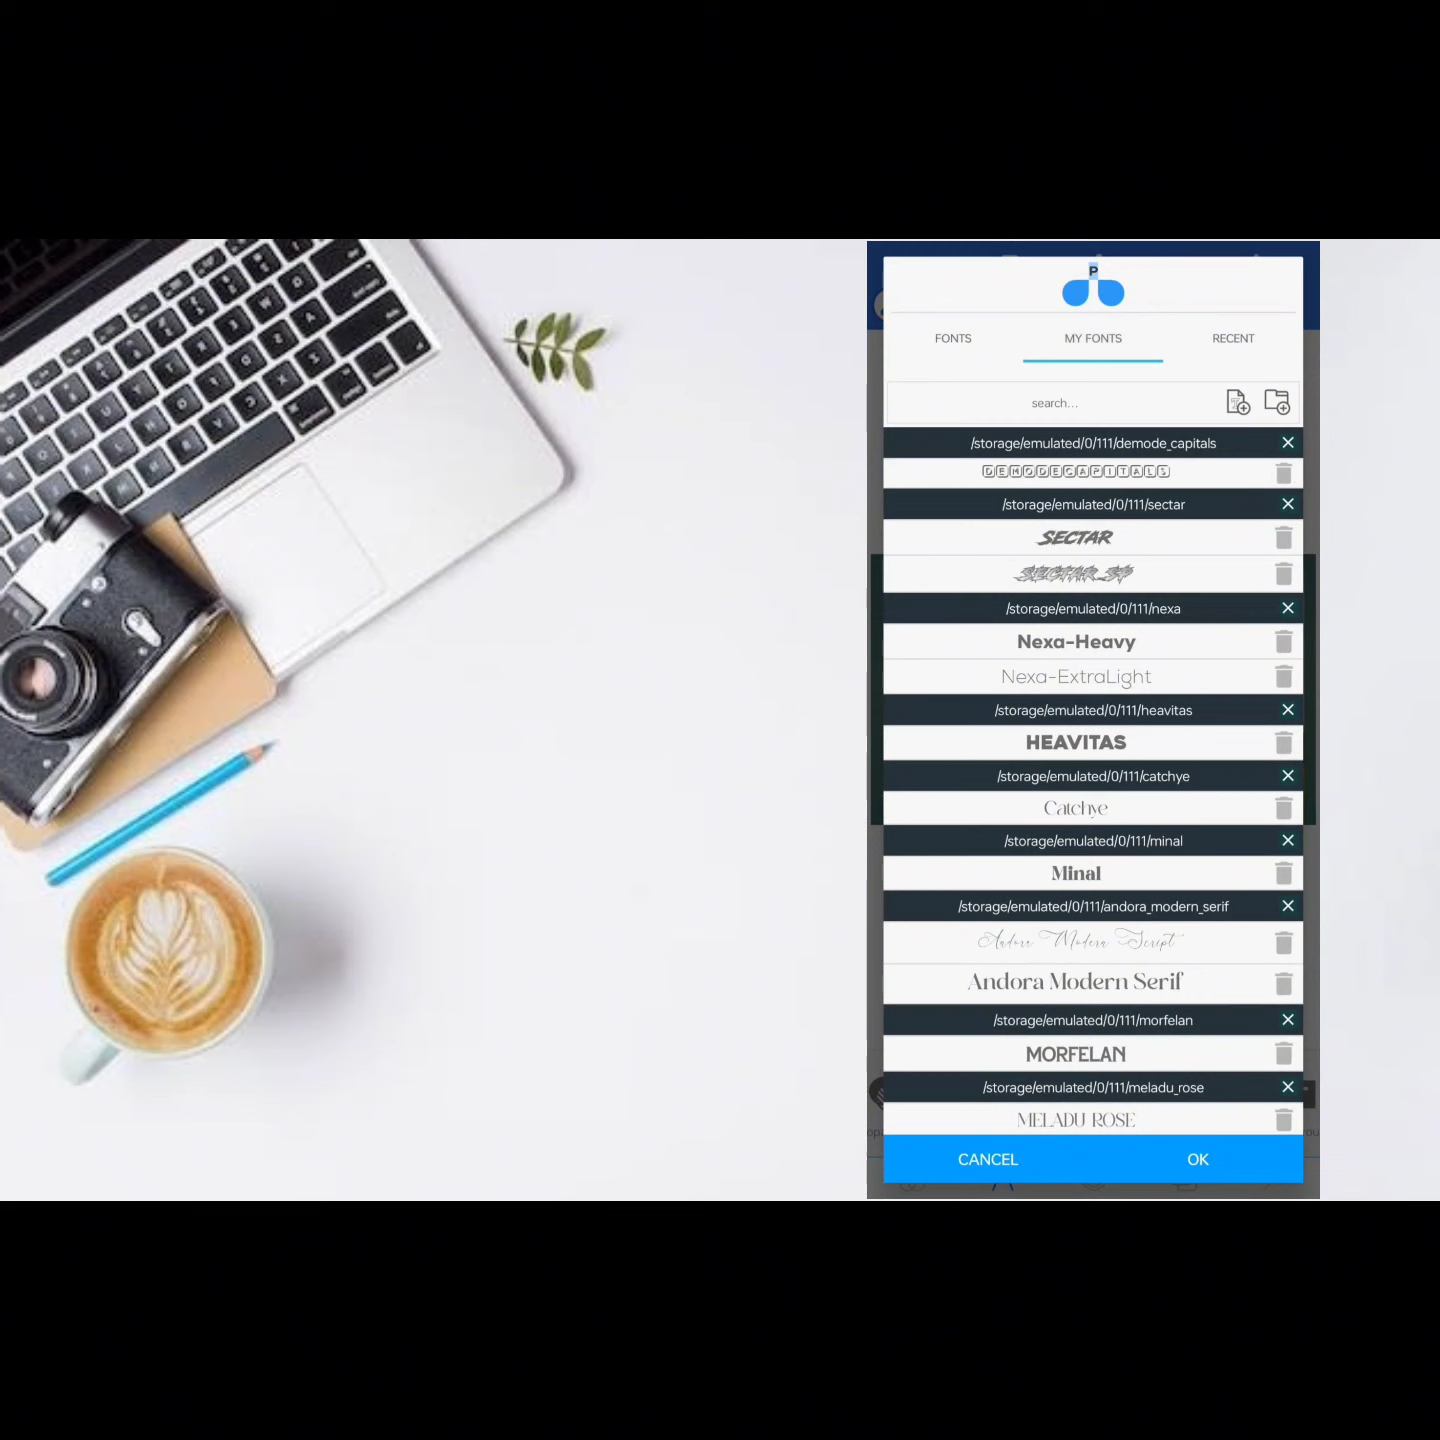 P
FONTS
MY FONTS
RECENT
search...
/storage/emulated/0/111/demode_capitals
DEMODECAPITALS
/storage/emulated/0/111/sectar
SECTAR
SECTAR_3D
/storage/emulated/0/111/nexa
Nexa-Heavy
Nexa-ExtraLight
/storage/emulated/0/111/heavitas
HEAVITAS
/storage/emulated/0/111/catchye
Catchye
/storage/emulated/0/111/minal
Minal
/storage/emulated/0/111/andora_modern_serif
Andora Modern Script
Andora Modern Serif
/storage/emulated/0/111/morfelan
MORFELAN
/storage/emulated/0/111/meladu_rose
MELADU ROSE
CANCEL
OK